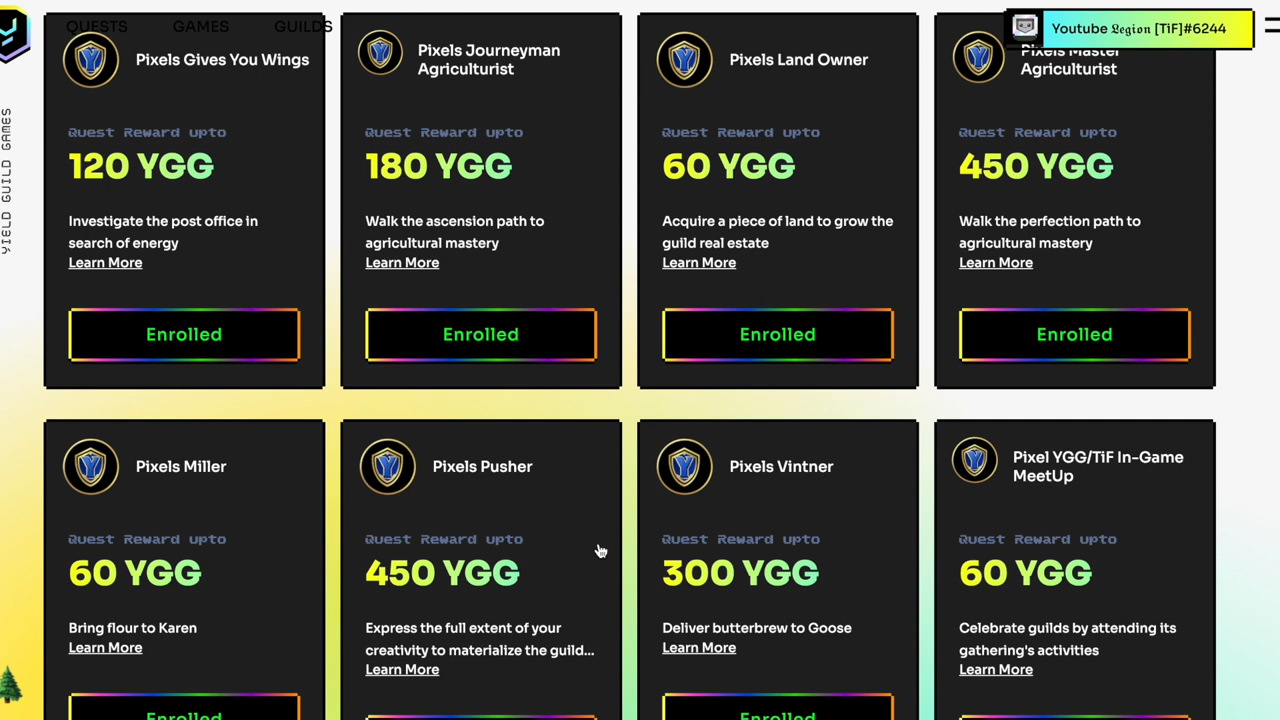 QUESTS GAMES GUILDS
Youtube 𝕷𝖊𝖌𝖎𝖔𝖓 [TiF]#6244
YIELD GUILD GAMES
Pixels Gives You Wings
Quest Reward upto
120 YGG
Investigate the post office in
search of energy
Learn More
Enrolled
Pixels Journeyman
Agriculturist
Quest Reward upto
180 YGG
Walk the ascension path to
agricultural mastery
Learn More
Enrolled
Pixels Land Owner
Quest Reward upto
60 YGG
Acquire a piece of land to grow the
guild real estate
Learn More
Enrolled
Pixels Master
Agriculturist
Quest Reward upto
450 YGG
Walk the perfection path to
agricultural mastery
Learn More
Enrolled
Pixels Miller
Quest Reward upto
60 YGG
Bring flour to Karen
Learn More
Enrolled
Pixels Pusher
Quest Reward upto
450 YGG
Express the full extent of your
creativity to materialize the guild...
Learn More
Pixels Vintner
Quest Reward upto
300 YGG
Deliver butterbrew to Goose
Learn More
Enrolled
Pixel YGG/TiF In-Game
MeetUp
Quest Reward upto
60 YGG
Celebrate guilds by attending its
gathering's activities
Learn More